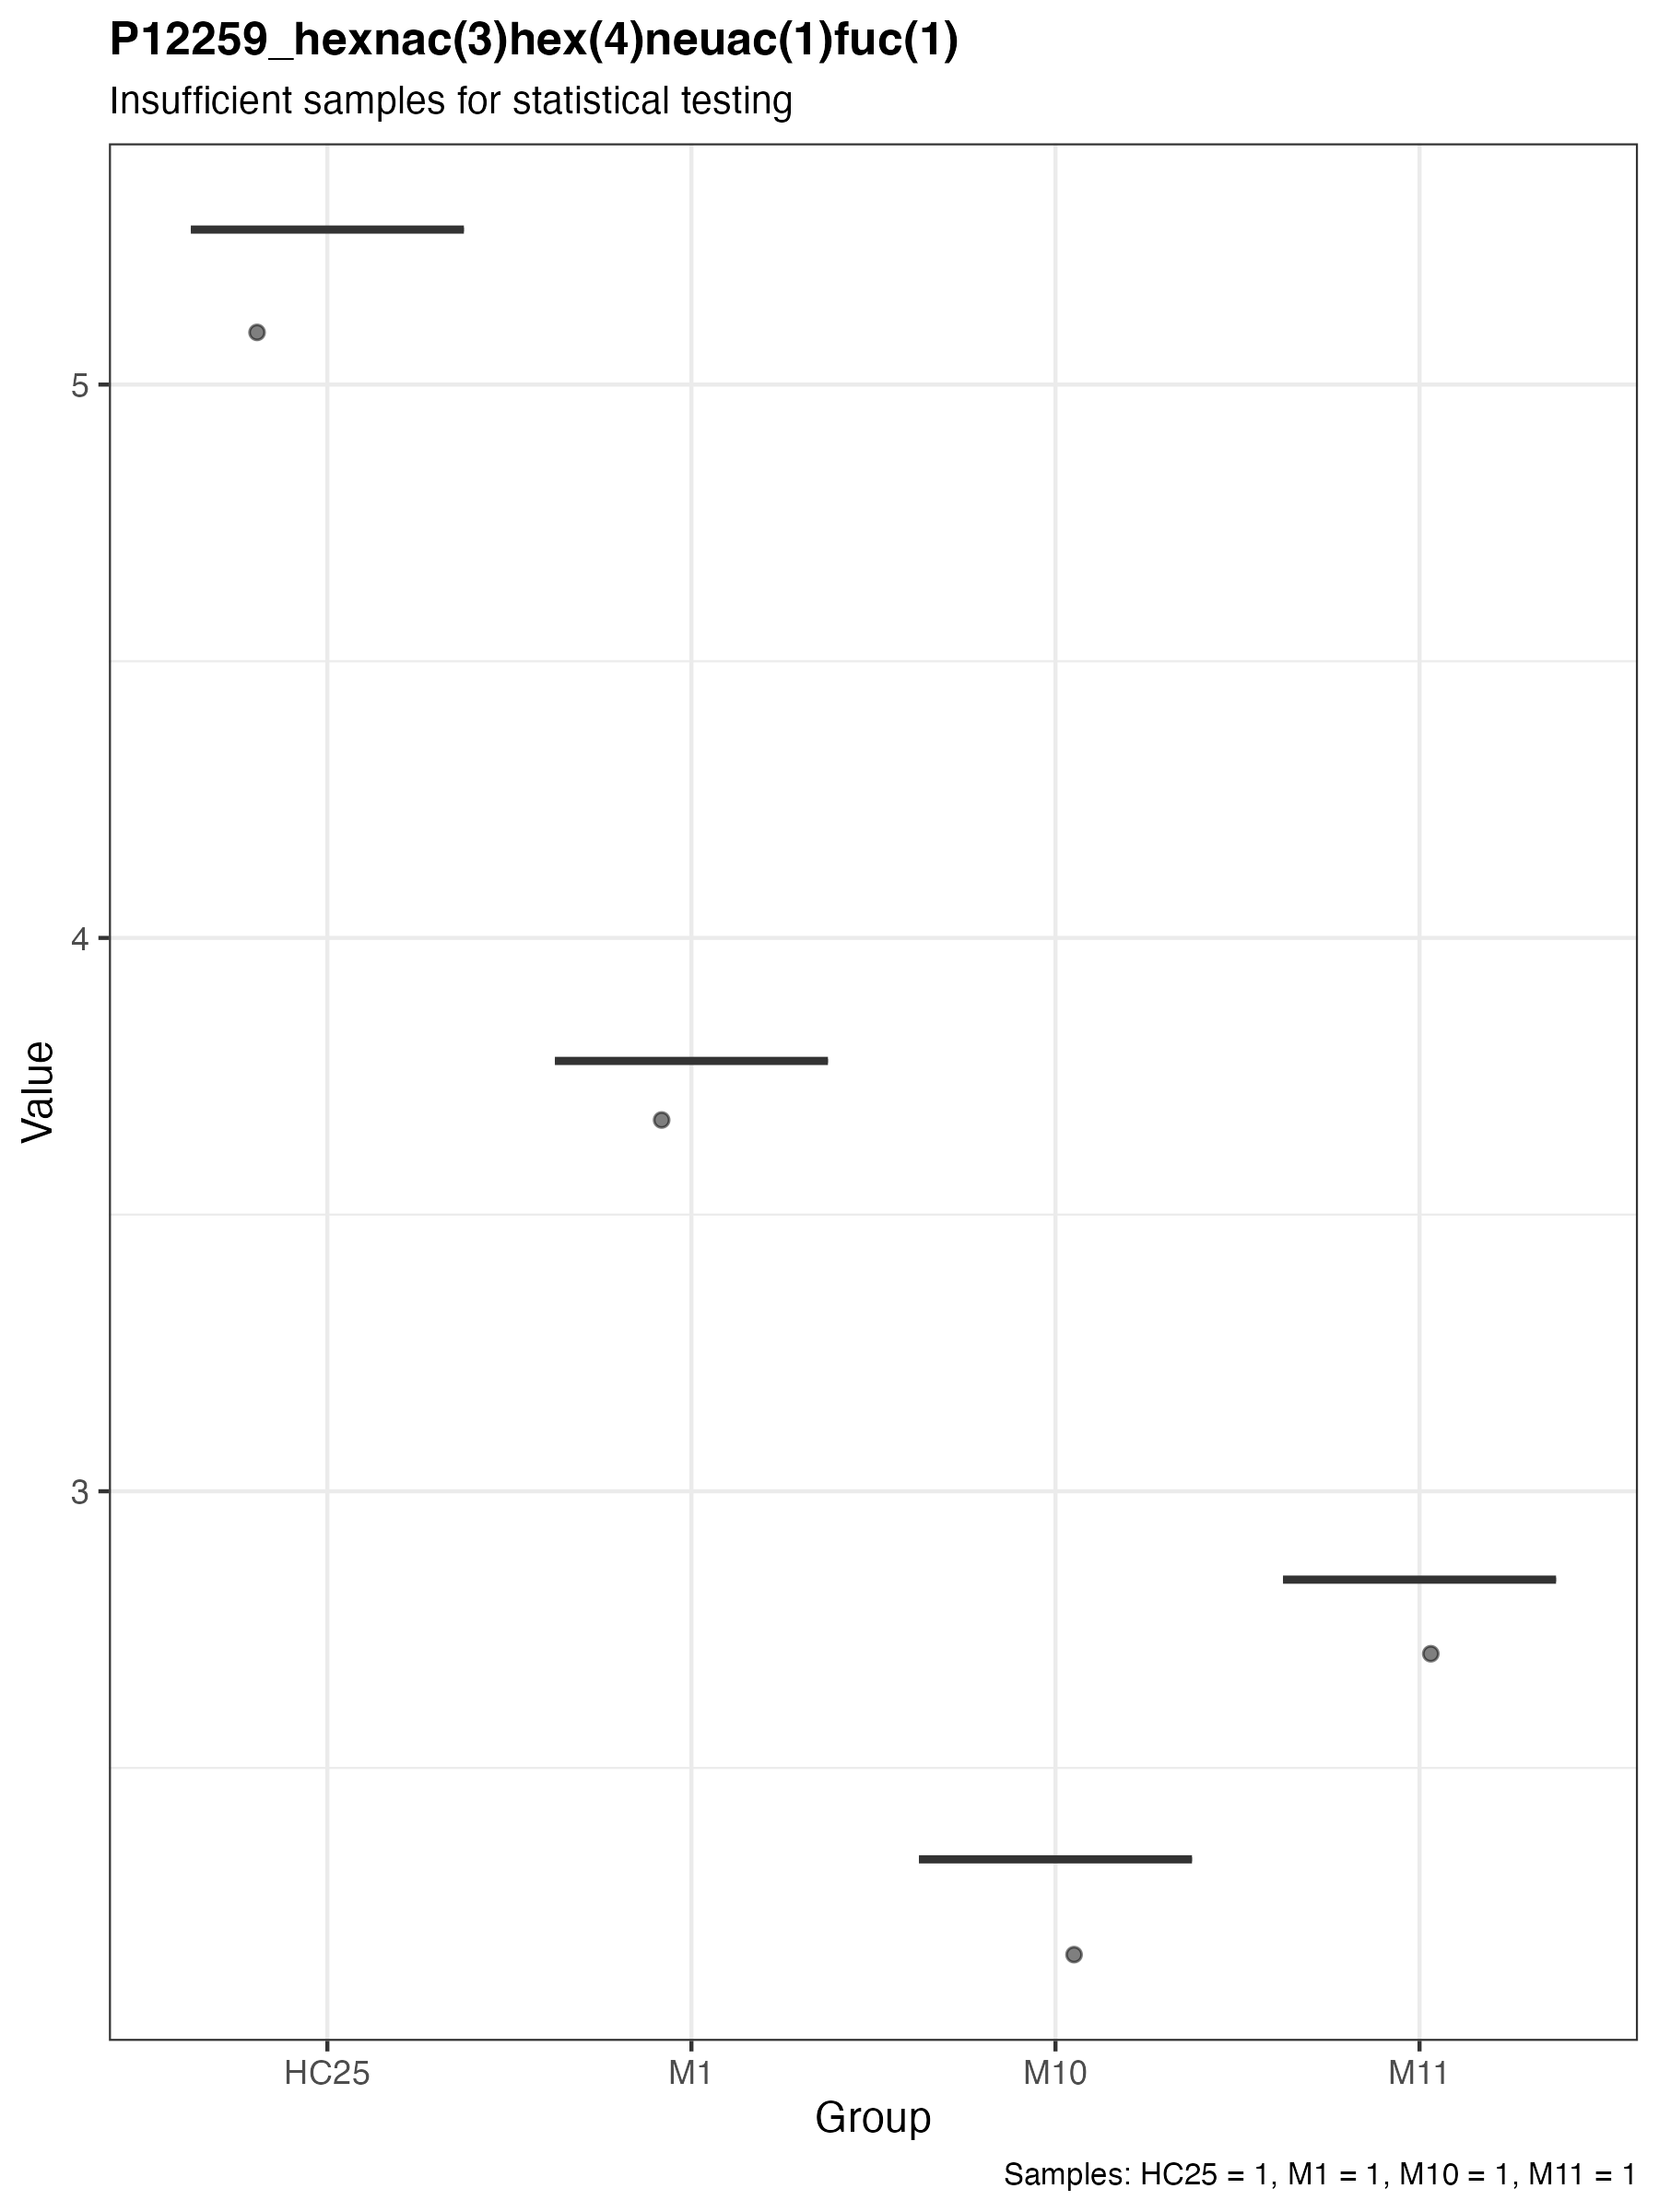 P12259_hexnac(3)hex(4)neuac(1)fuc(1)
Insufficient samples for statistical testing
5
4
3
Value
HC25 M1 M10 M11
Group
Samples: HC25 = 1, M1 = 1, M10 = 1, M11 = 1